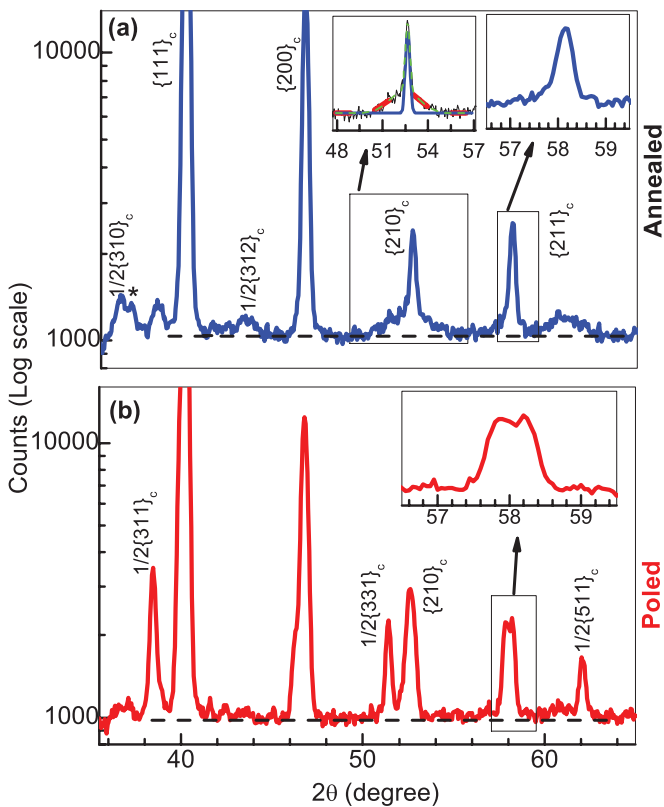 (a)
10000
1000
{111}c
{200}c
1/2{310}c
*
1/2{312}c
{210}c
{211}c
48 51 54 57
57 58 59
Annealed
Counts (Log scale)
(b)
10000
1000
1/2{311}c
1/2{331}c
{210}c
1/2{511}c
57 58 59
Poled
40 50 60
2θ (degree)